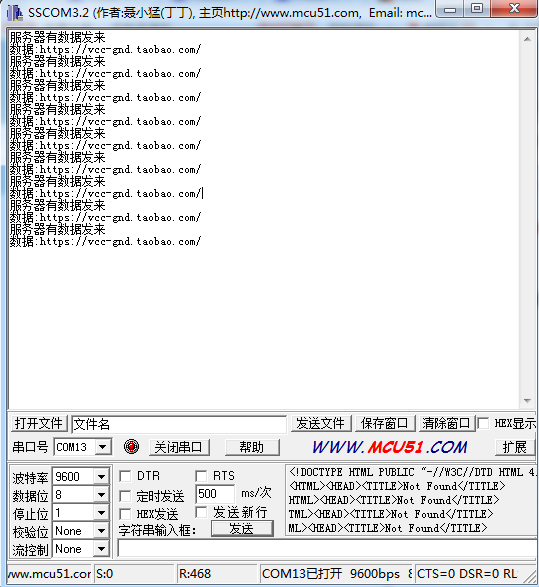 SSCOM3.2 (作者:聂小猛(丁丁), 主页http://www.mcu51.com, Email: mc...
服务器有数据发来
数据:https://vcc-gnd.taobao.com/
服务器有数据发来
数据:https://vcc-gnd.taobao.com/
服务器有数据发来
数据:https://vcc-gnd.taobao.com/
服务器有数据发来
数据:https://vcc-gnd.taobao.com/
服务器有数据发来
数据:https://vcc-gnd.taobao.com/
服务器有数据发来
数据:https://vcc-gnd.taobao.com/
服务器有数据发来
数据:https://vcc-gnd.taobao.com/
服务器有数据发来
数据:https://vcc-gnd.taobao.com/
服务器有数据发来
数据:https://vcc-gnd.taobao.com/
打开文件 文件名 发送文件 保存窗口 清除窗口 HEX显示
串口号 COM13 关闭串口 帮助 WWW.MCU51.COM 扩展
波特率 9600 DTR RTS
数据位 8 定时发送 500 ms/次
停止位 1 HEX发送 发送新行
校验位 None 字符串输入框: 发送
流控制 None
<!DOCTYPE HTML PUBLIC "-//W3C//DTD HTML 4.
<HTML><HEAD><TITLE>Not Found</TITLE>
HTML><HEAD><TITLE>Not Found</TITLE>
TML><HEAD><TITLE>Not Found</TITLE>
ML><HEAD><TITLE>Not Found</TITLE>
www.mcu51.cor S:0 R:468 COM13已打开 9600bps 8 CTS=0 DSR=0 RL